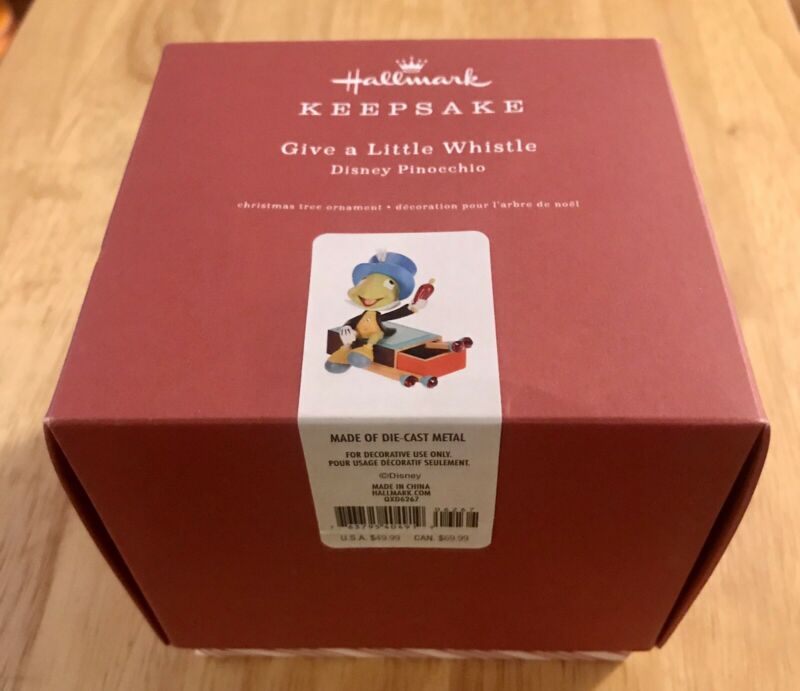 Hallmark
KEEPSAKE
Give a Little Whistle
Disney Pinocchio
christmas tree ornament • décoration pour l'arbre de noël
MADE OF DIE-CAST METAL
FOR DECORATIVE USE ONLY.
POUR USAGE DÉCORATIF SEULEMENT.
©Disney
MADE IN CHINA
HALLMARK.COM
QXD6267
06267
U.S.A. $49.99 CAN. $69.99